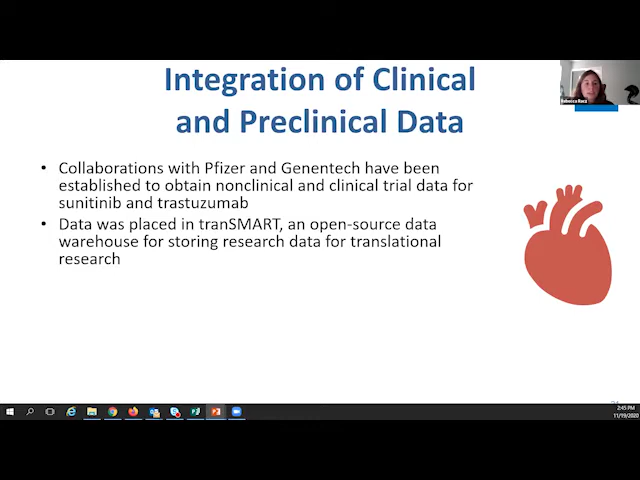 Integration of Clinical
and Preclinical Data
Rebecca Racz
• Collaborations with Pfizer and Genentech have been
established to obtain nonclinical and clinical trial data for
sunitinib and trastuzumab
• Data was placed in tranSMART, an open-source data
warehouse for storing research data for translational
research
2:45 PM
11/19/2020